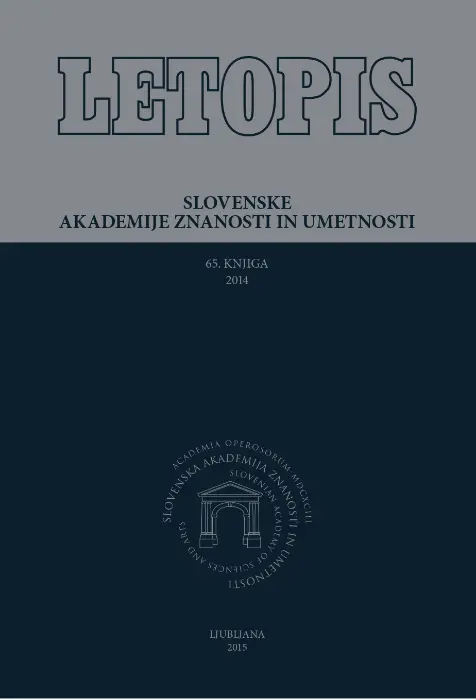 LETOPIS
SLOVENSKE
AKADEMIJE ZNANOSTI IN UMETNOSTI
65. KNJIGA
2014
ACADEMIA OPEROSORUM MDCXCIII
SLOVENSKA AKADEMIJA ZNANOSTI IN UMETNOSTI
SLOVENIAN ACADEMY OF SCIENCES AND ARTS
LJUBLJANA
2015